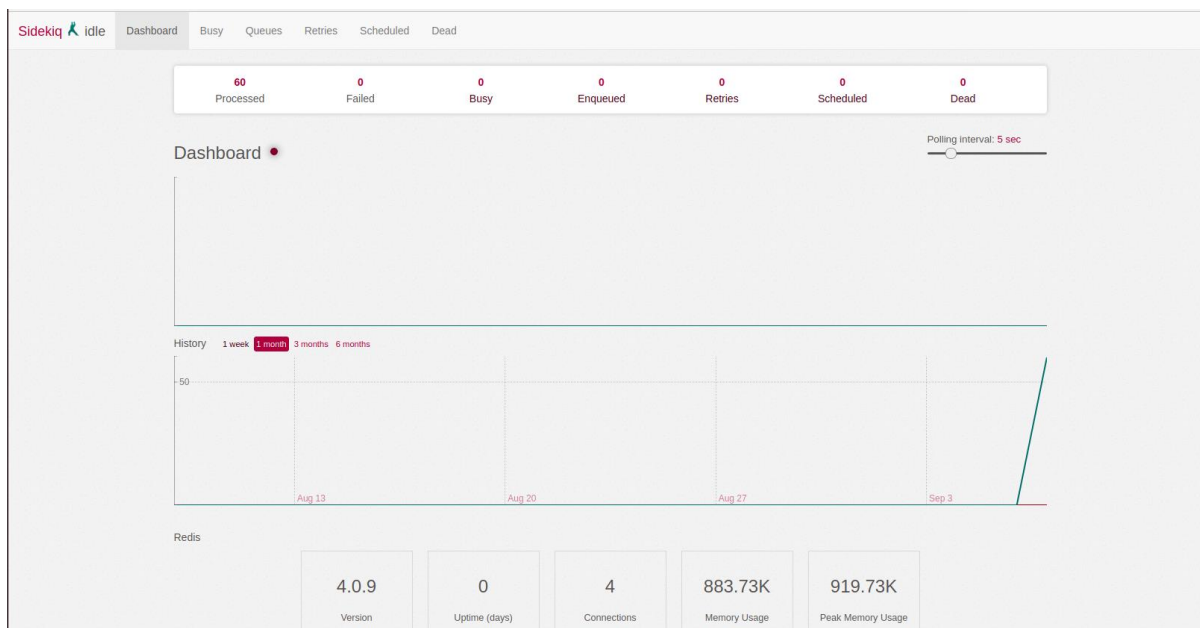 Sidekiq idle Dashboard Busy Queues Retries Scheduled Dead
60 0 0 0 0 0 0
Processed Failed Busy Enqueued Retries Scheduled Dead
Polling interval: 5 sec
Dashboard
History 1 week 1 month 3 months 6 months
50
Aug 13 Aug 20 Aug 27 Sep 3
Redis
4.0.9 0 4 883.73K 919.73K
Version Uptime (days) Connections Memory Usage Peak Memory Usage